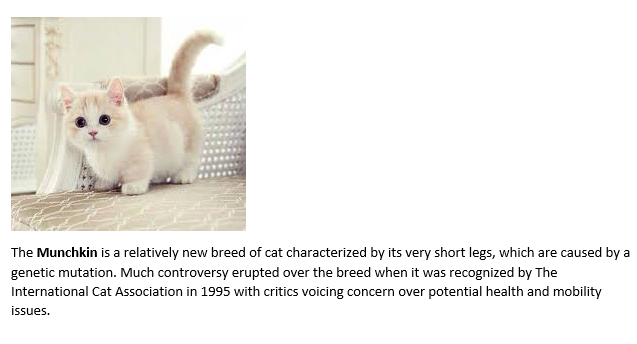 The Munchkin is a relatively new breed of cat characterized by its very short legs, which are caused by a
genetic mutation. Much controversy erupted over the breed when it was recognized by The
International Cat Association in 1995 with critics voicing concern over potential health and mobility
issues.